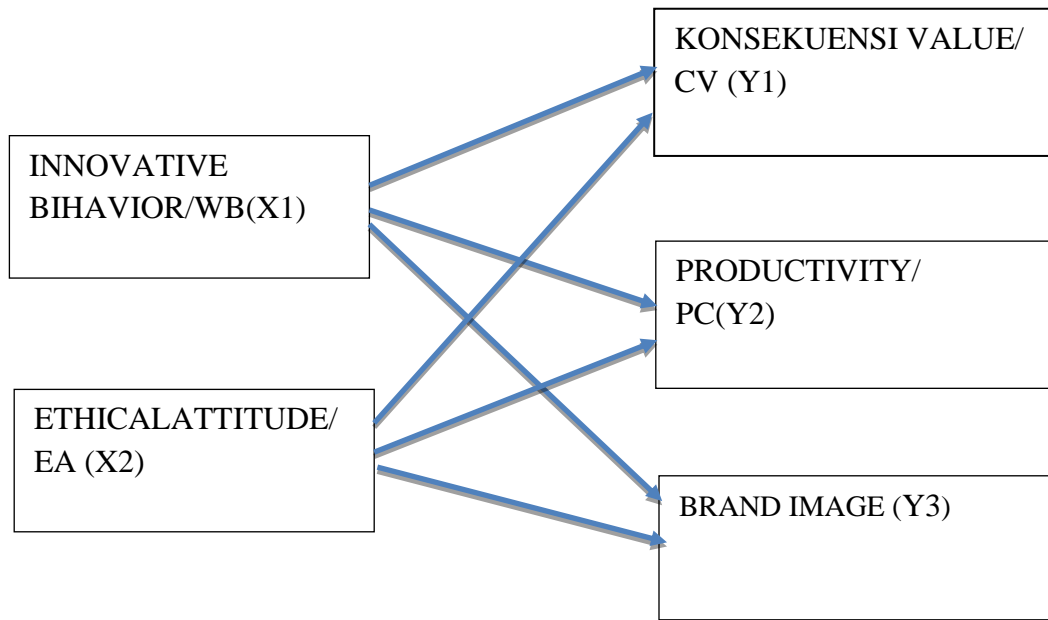 KONSEKUENSI VALUE/
CV (Y1)
INNOVATIVE
BIHAVIOR/WB(X1)
PRODUCTIVITY/
PC(Y2)
ETHICALATTITUDE/
EA (X2)
BRAND IMAGE (Y3)